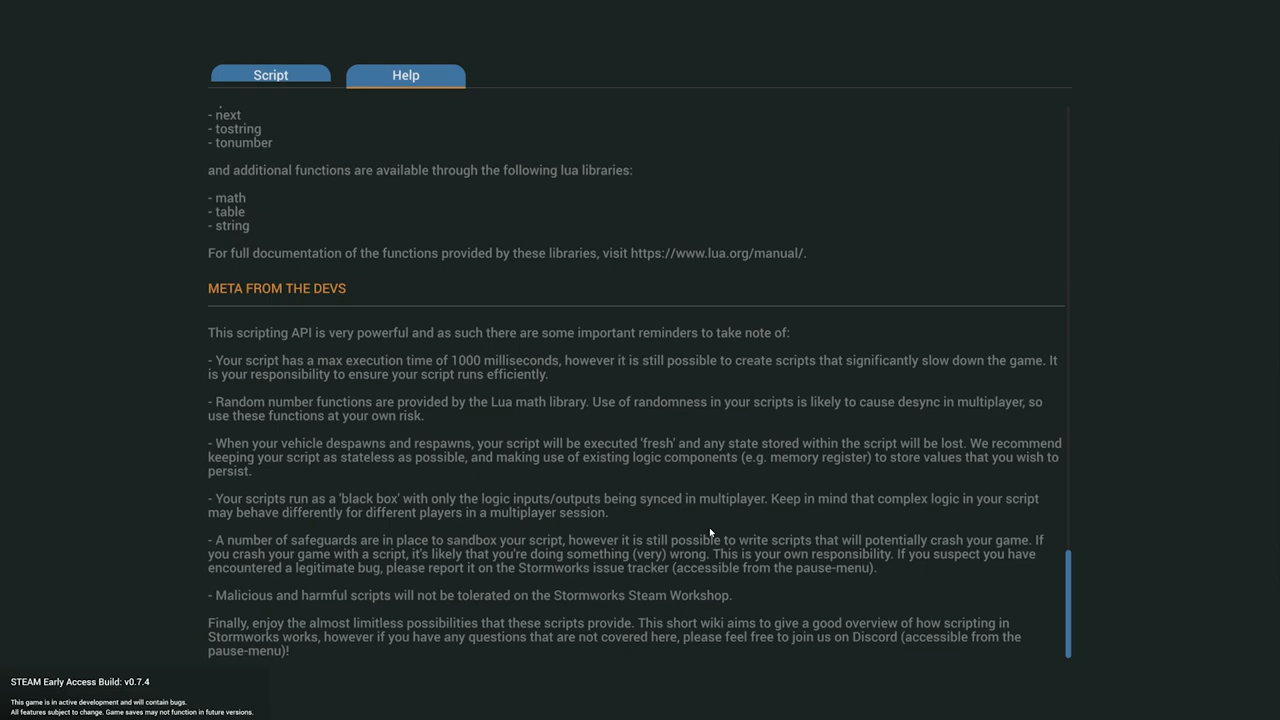 Script
Help
- next
- tostring
- tonumber
and additional functions are available through the following lua libraries:
- math
- table
- string
For full documentation of the functions provided by these libraries, visit https://www.lua.org/manual/.
META FROM THE DEVS
This scripting API is very powerful and as such there are some important reminders to take note of:
- Your script has a max execution time of 1000 milliseconds, however it is still possible to create scripts that significantly slow down the game. It
is your responsibility to ensure your script runs efficiently.
- Random number functions are provided by the Lua math library. Use of randomness in your scripts is likely to cause desync in multiplayer, so
use these functions at your own risk.
- When your vehicle despawns and respawns, your script will be executed 'fresh' and any state stored within the script will be lost. We recommend
keeping your script as stateless as possible, and making use of existing logic components (e.g. memory register) to store values that you wish to
persist.
- Your scripts run as a 'black box' with only the logic inputs/outputs being synced in multiplayer. Keep in mind that complex logic in your script
may behave differently for different players in a multiplayer session.
- A number of safeguards are in place to sandbox your script, however it is still possible to write scripts that will potentially crash your game. If
you crash your game with a script, it's likely that you're doing something (very) wrong. This is your own responsibility. If you suspect you have
encountered a legitimate bug, please report it on the Stormworks issue tracker (accessible from the pause-menu).
- Malicious and harmful scripts will not be tolerated on the Stormworks Steam Workshop.
Finally, enjoy the almost limitless possibilities that these scripts provide. This short wiki aims to give a good overview of how scripting in
Stormworks works, however if you have any questions that are not covered here, please feel free to join us on Discord (accessible from the
pause-menu)!
STEAM Early Access Build: v0.7.4
This game is in active development and will contain bugs.
All features subject to change. Game saves may not function in future versions.